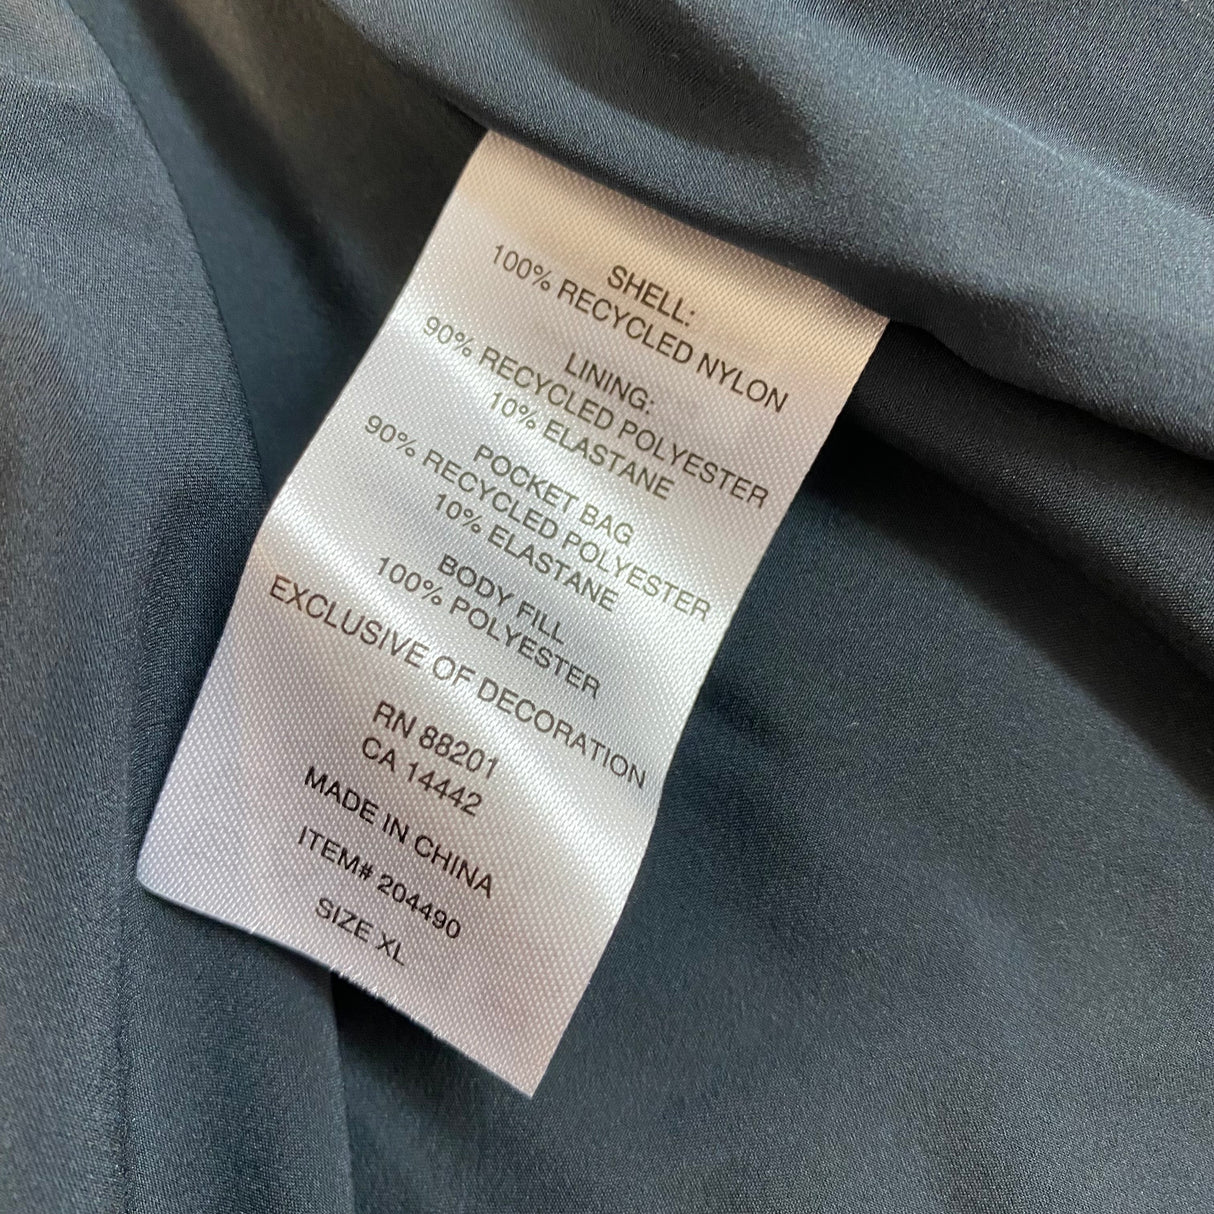 SHELL:
100% RECYCLED NYLON
LINING:
90% RECYCLED POLYESTER
10% ELASTANE
POCKET BAG
90% RECYCLED POLYESTER
10% ELASTANE
BODY FILL
100% POLYESTER
EXCLUSIVE OF DECORATION
RN 88201
CA 14442
MADE IN CHINA
ITEM# 204490
SIZE XL